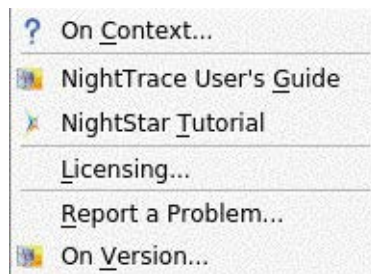 On Context...
NightTrace User's Guide
NightStar Tutorial
Licensing...
Report a Problem...
On Version...